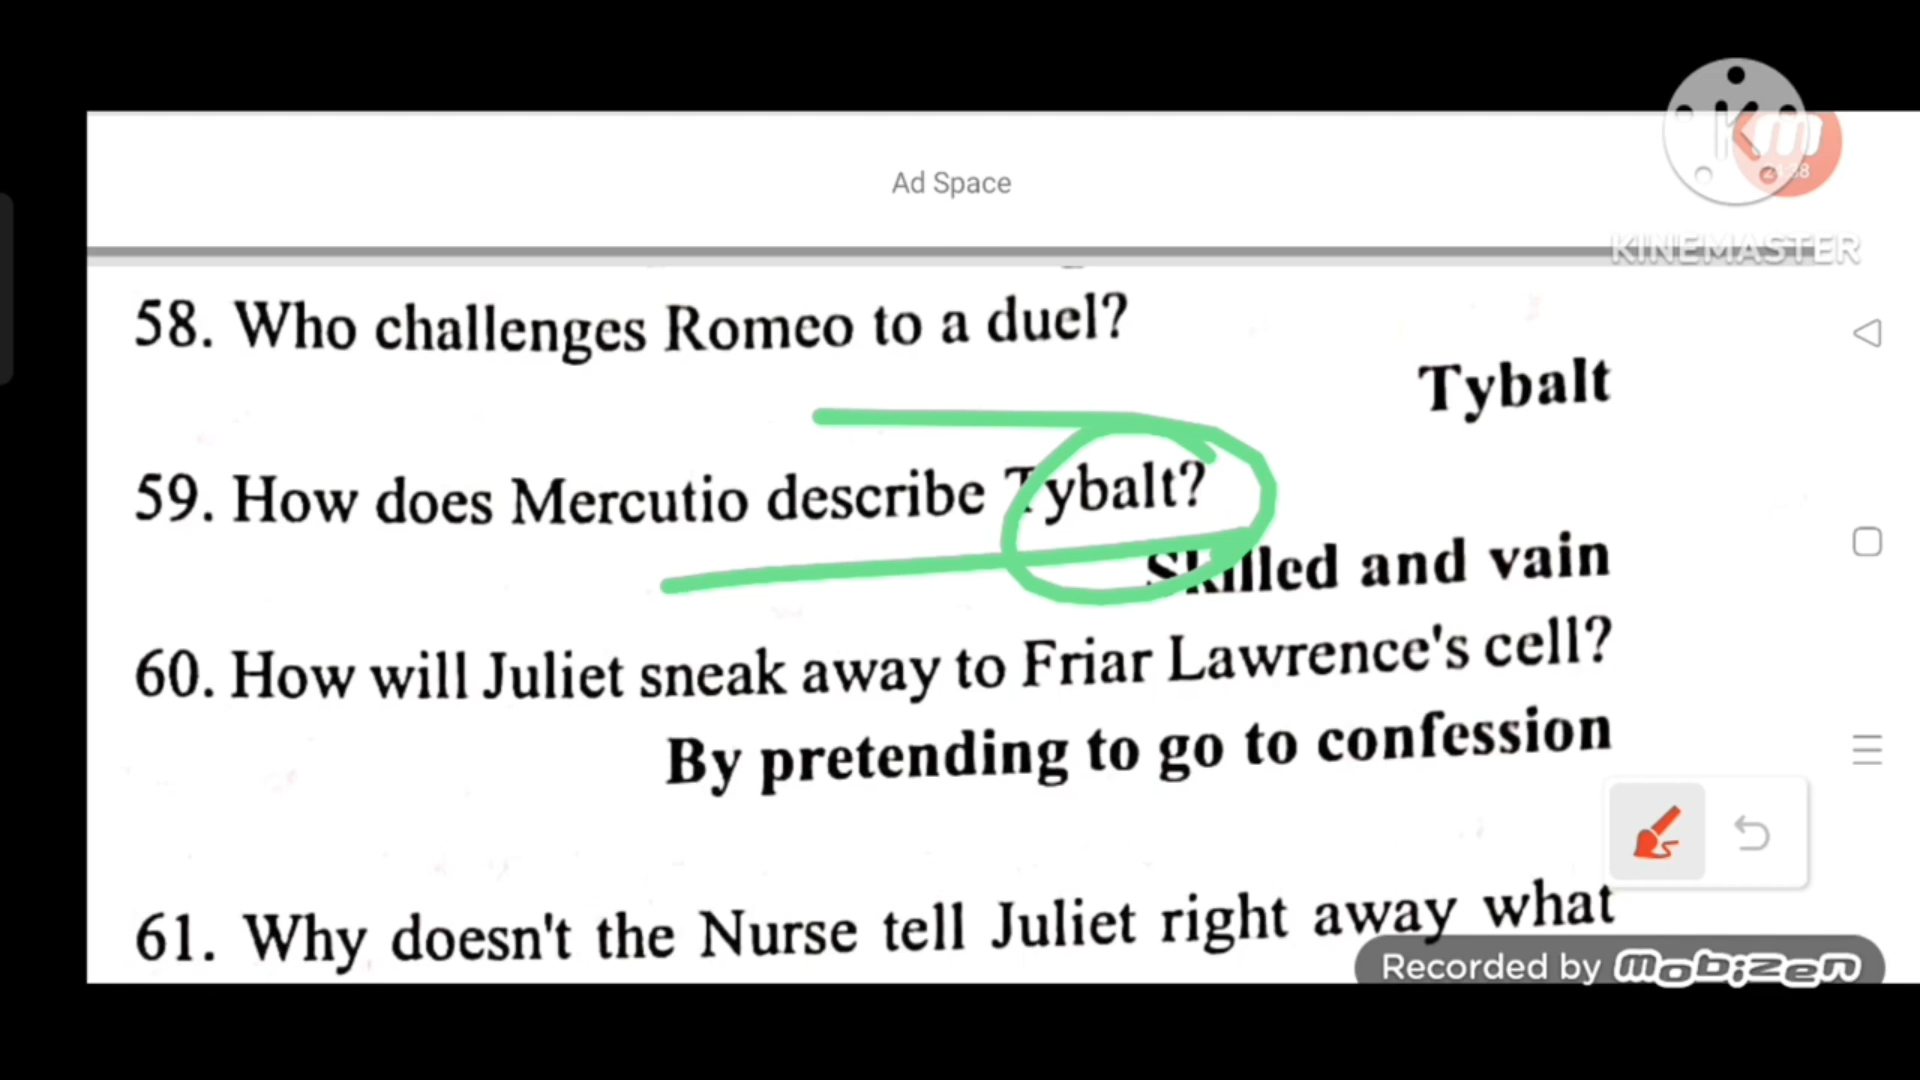 Ad Space
KINEMASTER
58. Who challenges Romeo to a duel?
Tybalt
59. How does Mercutio describe Tybalt?
Skilled and vain
60. How will Juliet sneak away to Friar Lawrence's cell?
By pretending to go to confession
61. Why doesn't the Nurse tell Juliet right away what
Recorded by mobizen